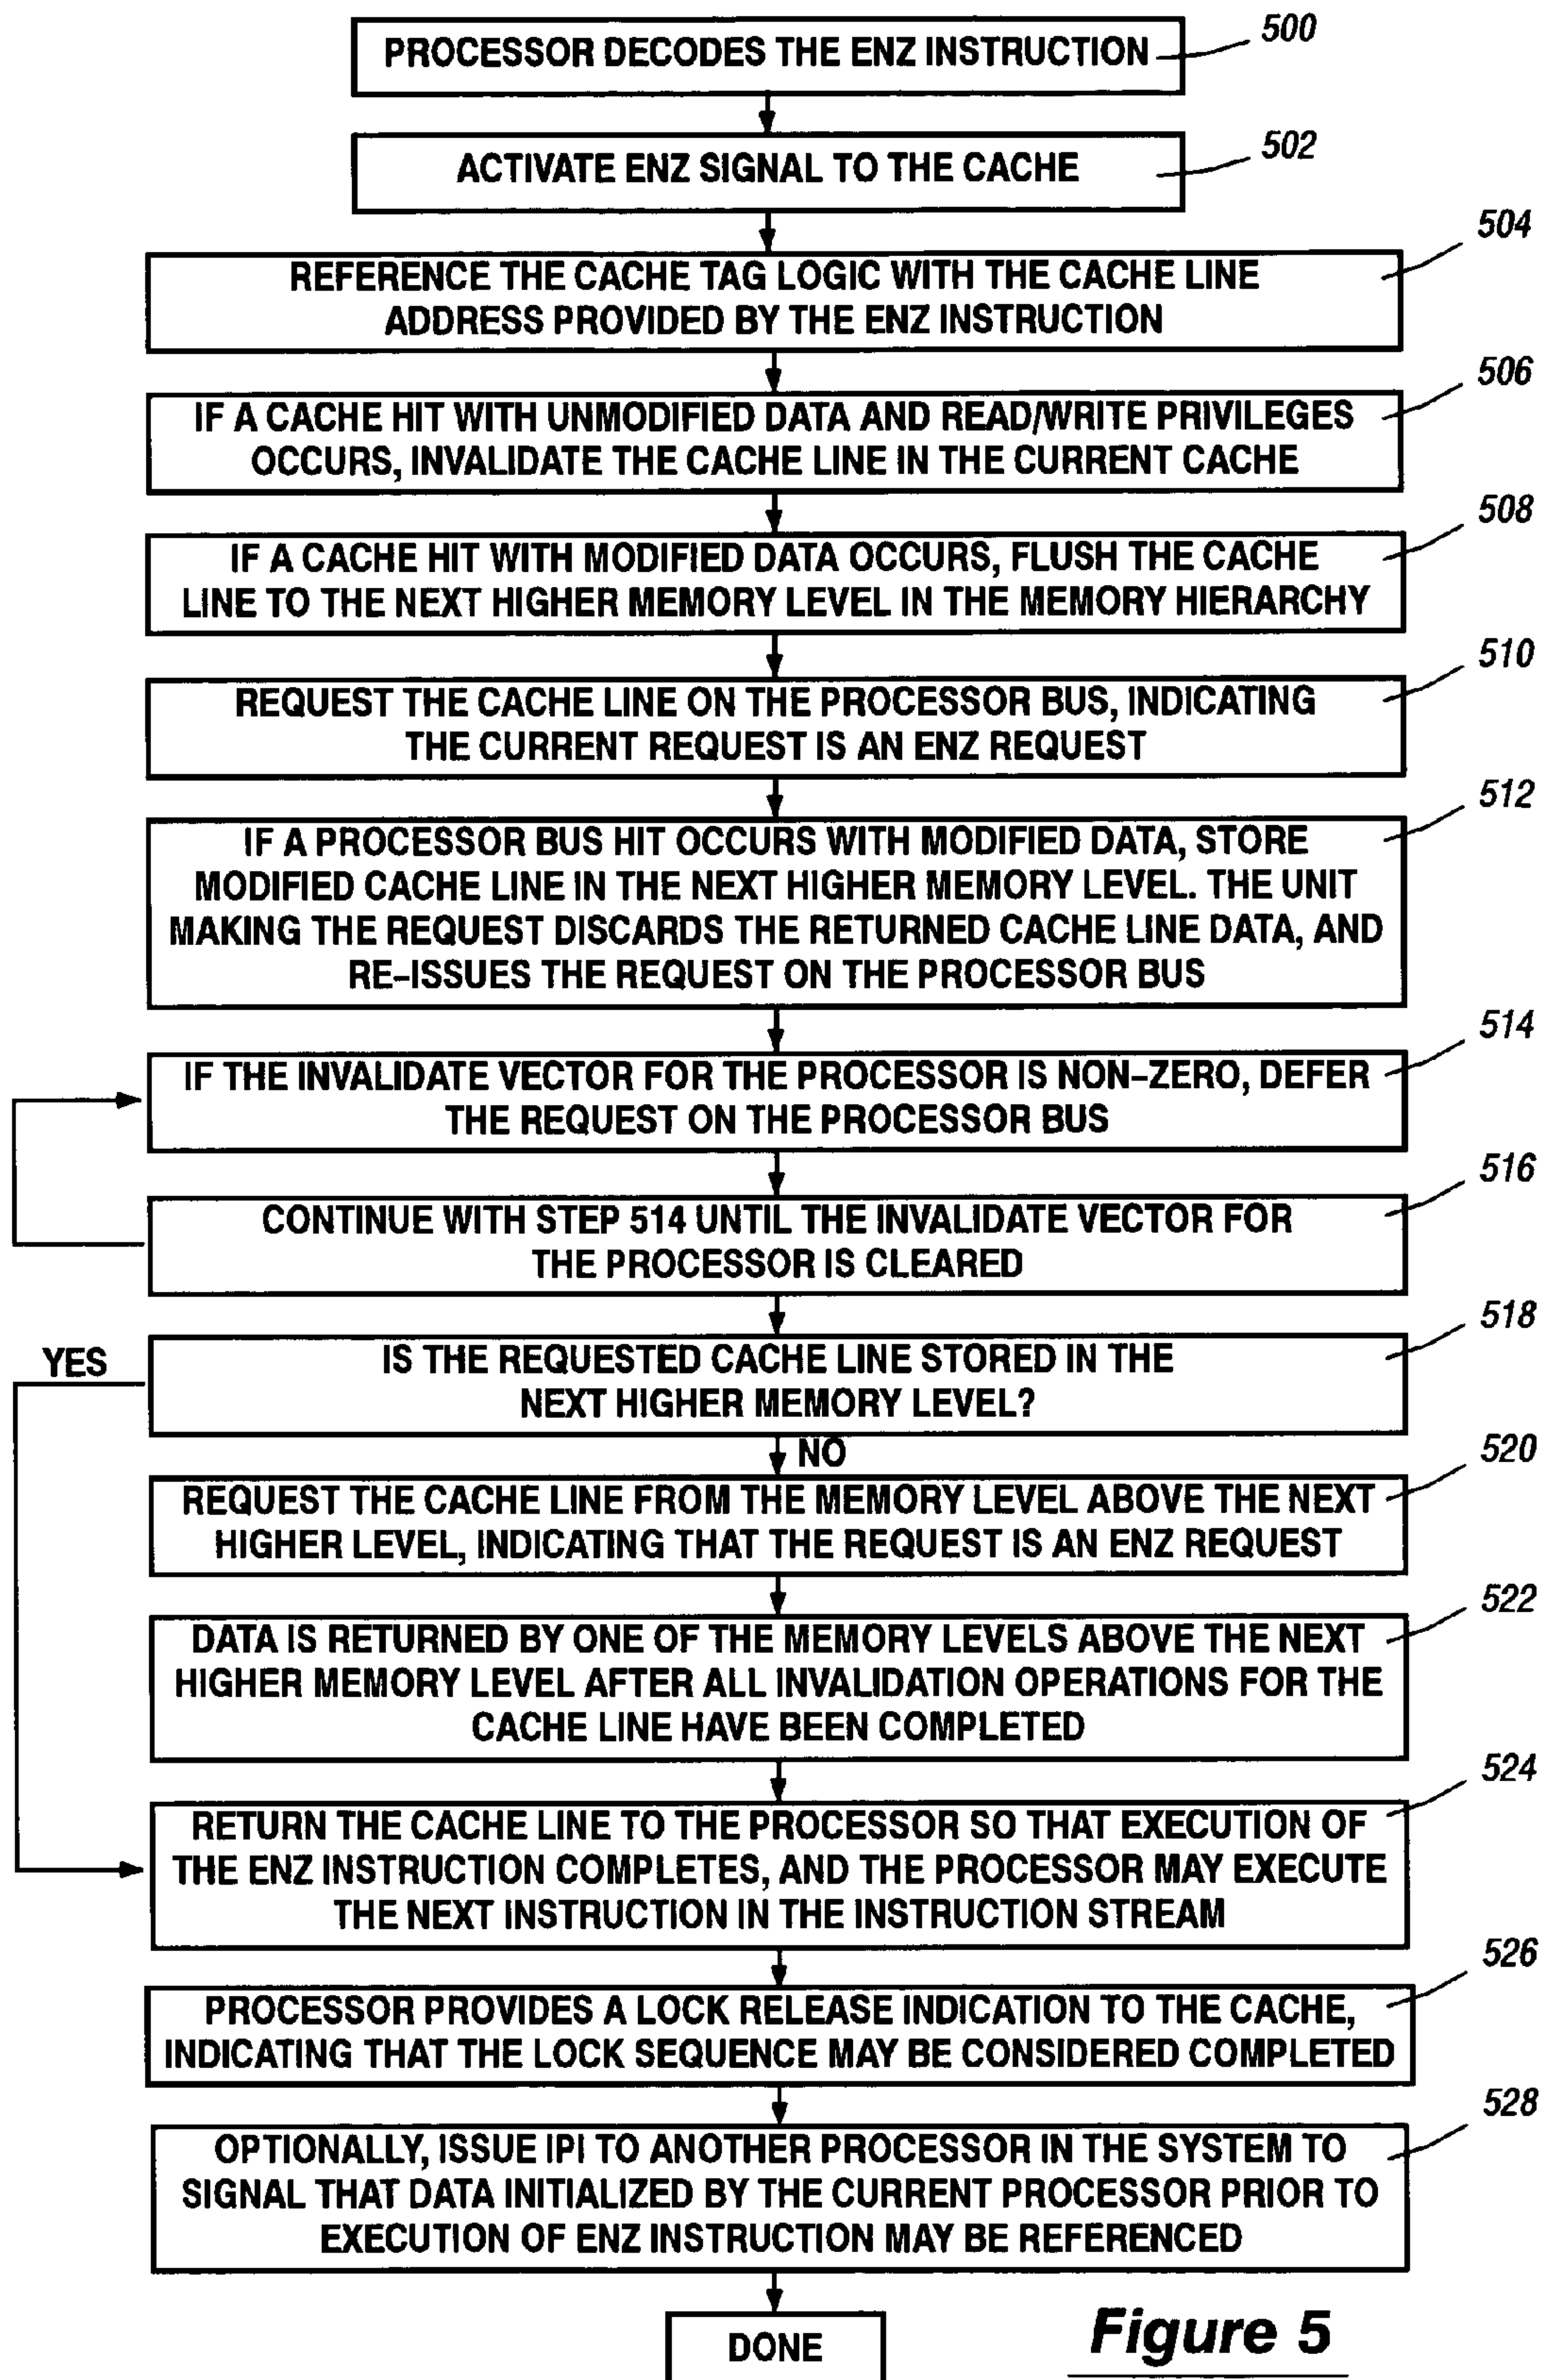 PROCESSOR DECODES THE ENZ INSTRUCTION
500
ACTIVATE ENZ SIGNAL TO THE CACHE
502
REFERENCE THE CACHE TAG LOGIC WITH THE CACHE LINE
ADDRESS PROVIDED BY THE ENZ INSTRUCTION
504
IF A CACHE HIT WITH UNMODIFIED DATA AND READ/WRITE PRIVILEGES
OCCURS, INVALIDATE THE CACHE LINE IN THE CURRENT CACHE
506
IF A CACHE HIT WITH MODIFIED DATA OCCURS, FLUSH THE CACHE
LINE TO THE NEXT HIGHER MEMORY LEVEL IN THE MEMORY HIERARCHY
508
REQUEST THE CACHE LINE ON THE PROCESSOR BUS, INDICATING
THE CURRENT REQUEST IS AN ENZ REQUEST
510
IF A PROCESSOR BUS HIT OCCURS WITH MODIFIED DATA, STORE
MODIFIED CACHE LINE IN THE NEXT HIGHER MEMORY LEVEL. THE UNIT
MAKING THE REQUEST DISCARDS THE RETURNED CACHE LINE DATA, AND
RE-ISSUES THE REQUEST ON THE PROCESSOR BUS
512
IF THE INVALIDATE VECTOR FOR THE PROCESSOR IS NON-ZERO, DEFER
THE REQUEST ON THE PROCESSOR BUS
514
CONTINUE WITH STEP 514 UNTIL THE INVALIDATE VECTOR FOR
THE PROCESSOR IS CLEARED
516
IS THE REQUESTED CACHE LINE STORED IN THE
NEXT HIGHER MEMORY LEVEL?
518
YES
NO
REQUEST THE CACHE LINE FROM THE MEMORY LEVEL ABOVE THE NEXT
HIGHER LEVEL, INDICATING THAT THE REQUEST IS AN ENZ REQUEST
520
DATA IS RETURNED BY ONE OF THE MEMORY LEVELS ABOVE THE NEXT
HIGHER MEMORY LEVEL AFTER ALL INVALIDATION OPERATIONS FOR THE
CACHE LINE HAVE BEEN COMPLETED
522
RETURN THE CACHE LINE TO THE PROCESSOR SO THAT EXECUTION OF
THE ENZ INSTRUCTION COMPLETES, AND THE PROCESSOR MAY EXECUTE
THE NEXT INSTRUCTION IN THE INSTRUCTION STREAM
524
PROCESSOR PROVIDES A LOCK RELEASE INDICATION TO THE CACHE,
INDICATING THAT THE LOCK SEQUENCE MAY BE CONSIDERED COMPLETED
526
OPTIONALLY, ISSUE IPI TO ANOTHER PROCESSOR IN THE SYSTEM TO
SIGNAL THAT DATA INITIALIZED BY THE CURRENT PROCESSOR PRIOR TO
EXECUTION OF ENZ INSTRUCTION MAY BE REFERENCED
528
DONE
Figure 5